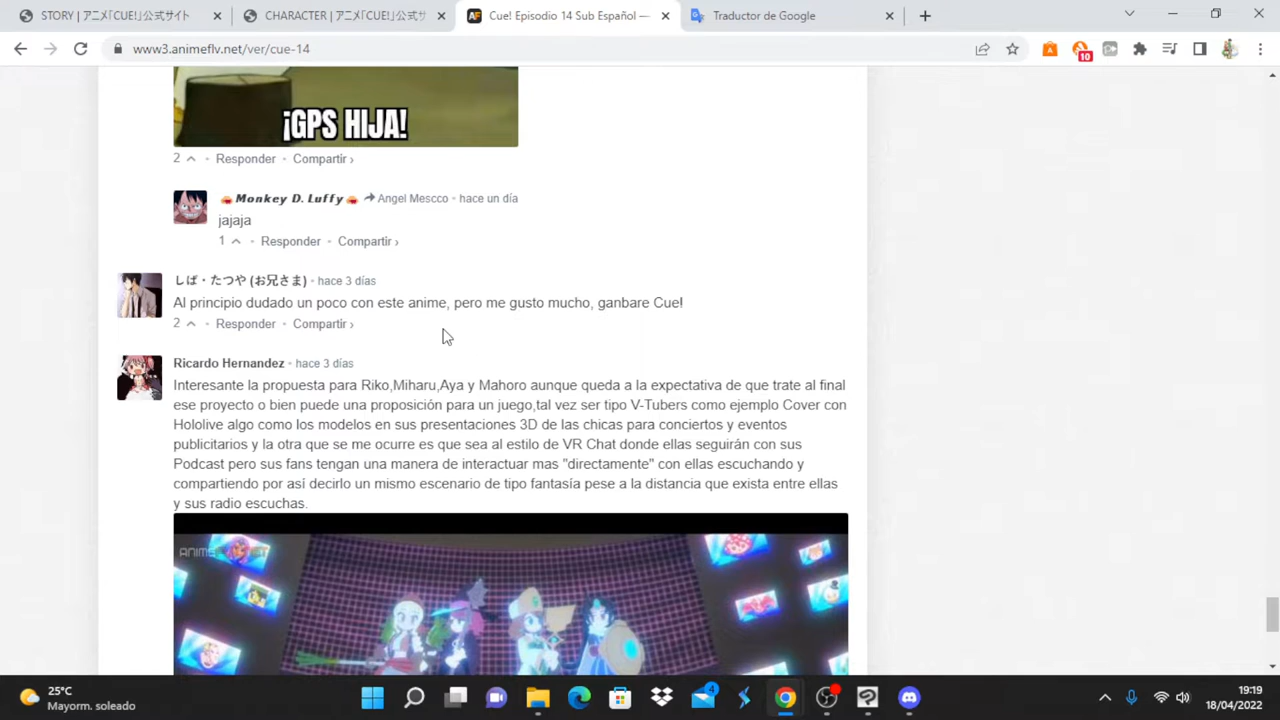 STORY | アニメ「CUE!」公式サイト
CHARACTER | アニメ「CUE!」公式サ
Cue! Episodio 14 Sub Español —
Traductor de Google
www3.animeflv.net/ver/cue-14
10
¡GPS HIJA!
2 • Responder • Compartir ›
Monkey D. Luffy Angel Mescco • hace un día
jajaja
1 • Responder Compartir ›
しば・たつや (お兄さま) • hace 3 días
Al principio dudado un poco con este anime, pero me gusto mucho, ganbare Cue!
2 • Responder • Compartir ›
Ricardo Hernandez • hace 3 días
Interesante la propuesta para Riko,Miharu,Aya y Mahoro aunque queda a la expectativa de que trate al final
ese proyecto o bien puede una proposición para un juego,tal vez ser tipo V-Tubers como ejemplo Cover con
Hololive algo como los modelos en sus presentaciones 3D de las chicas para conciertos y eventos
publicitarios y la otra que se me ocurre es que sea al estilo de VR Chat donde ellas seguirán con sus
Podcast pero sus fans tengan una manera de interactuar mas "directamente" con ellas escuchando y
compartiendo por así decirlo un mismo escenario de tipo fantasía pese a la distancia que exista entre ellas
y sus radio escuchas.
25°C
Mayorm. soleado
4
19:19
18/04/2022